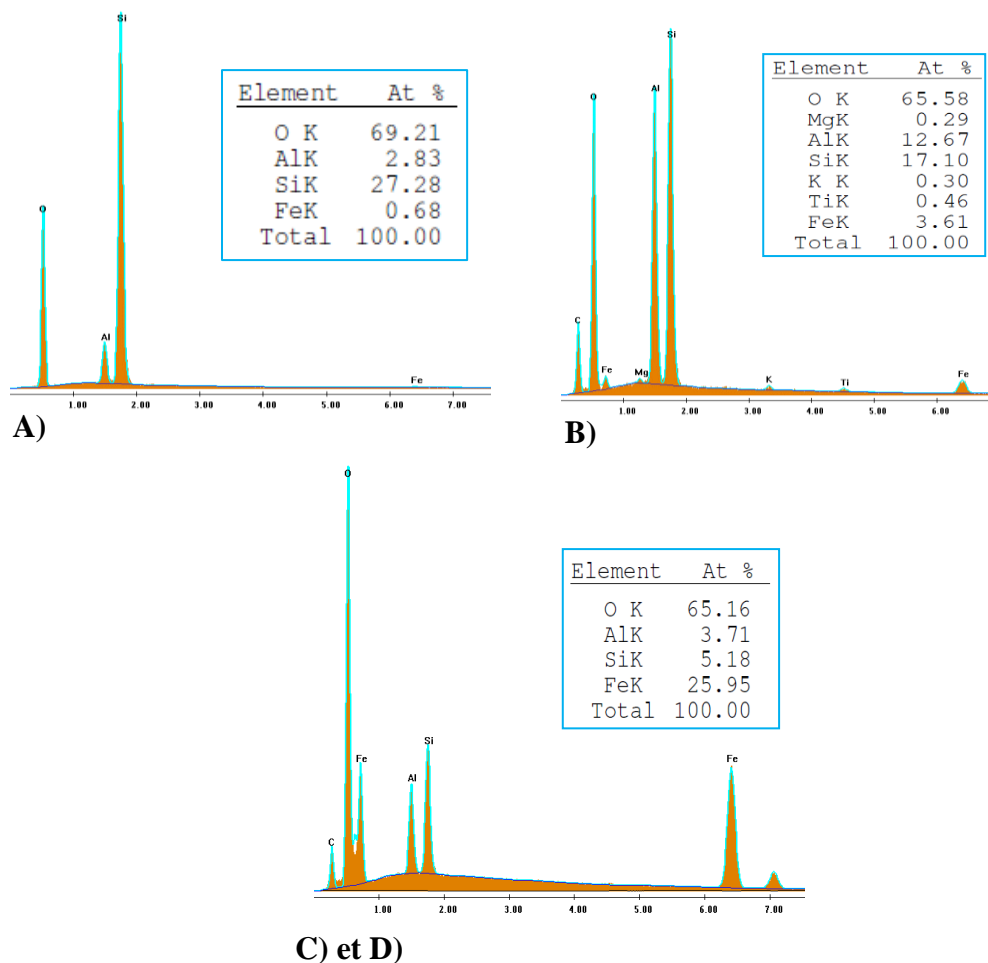 Si
Element At %
O K 69.21
AlK 2.83
SiK 27.28
FeK 0.68
Total 100.00
O
Al
Fe
1.00 2.00 3.00 4.00 5.00 6.00 7.00
A)
Si
Element At %
O K 65.58
MgK 0.29
AlK 12.67
SiK 17.10
K K 0.30
TiK 0.46
FeK 3.61
Total 100.00
Al
O
C
Fe
Mg
K
Ti
Fe
1.00 2.00 3.00 4.00 5.00 6.00
B)
O
Element At %
O K 65.16
AlK 3.71
SiK 5.18
FeK 25.95
Total 100.00
Si
Fe
Fe
Al
C
1.00 2.00 3.00 4.00 5.00 6.00 7.00
C) et D)